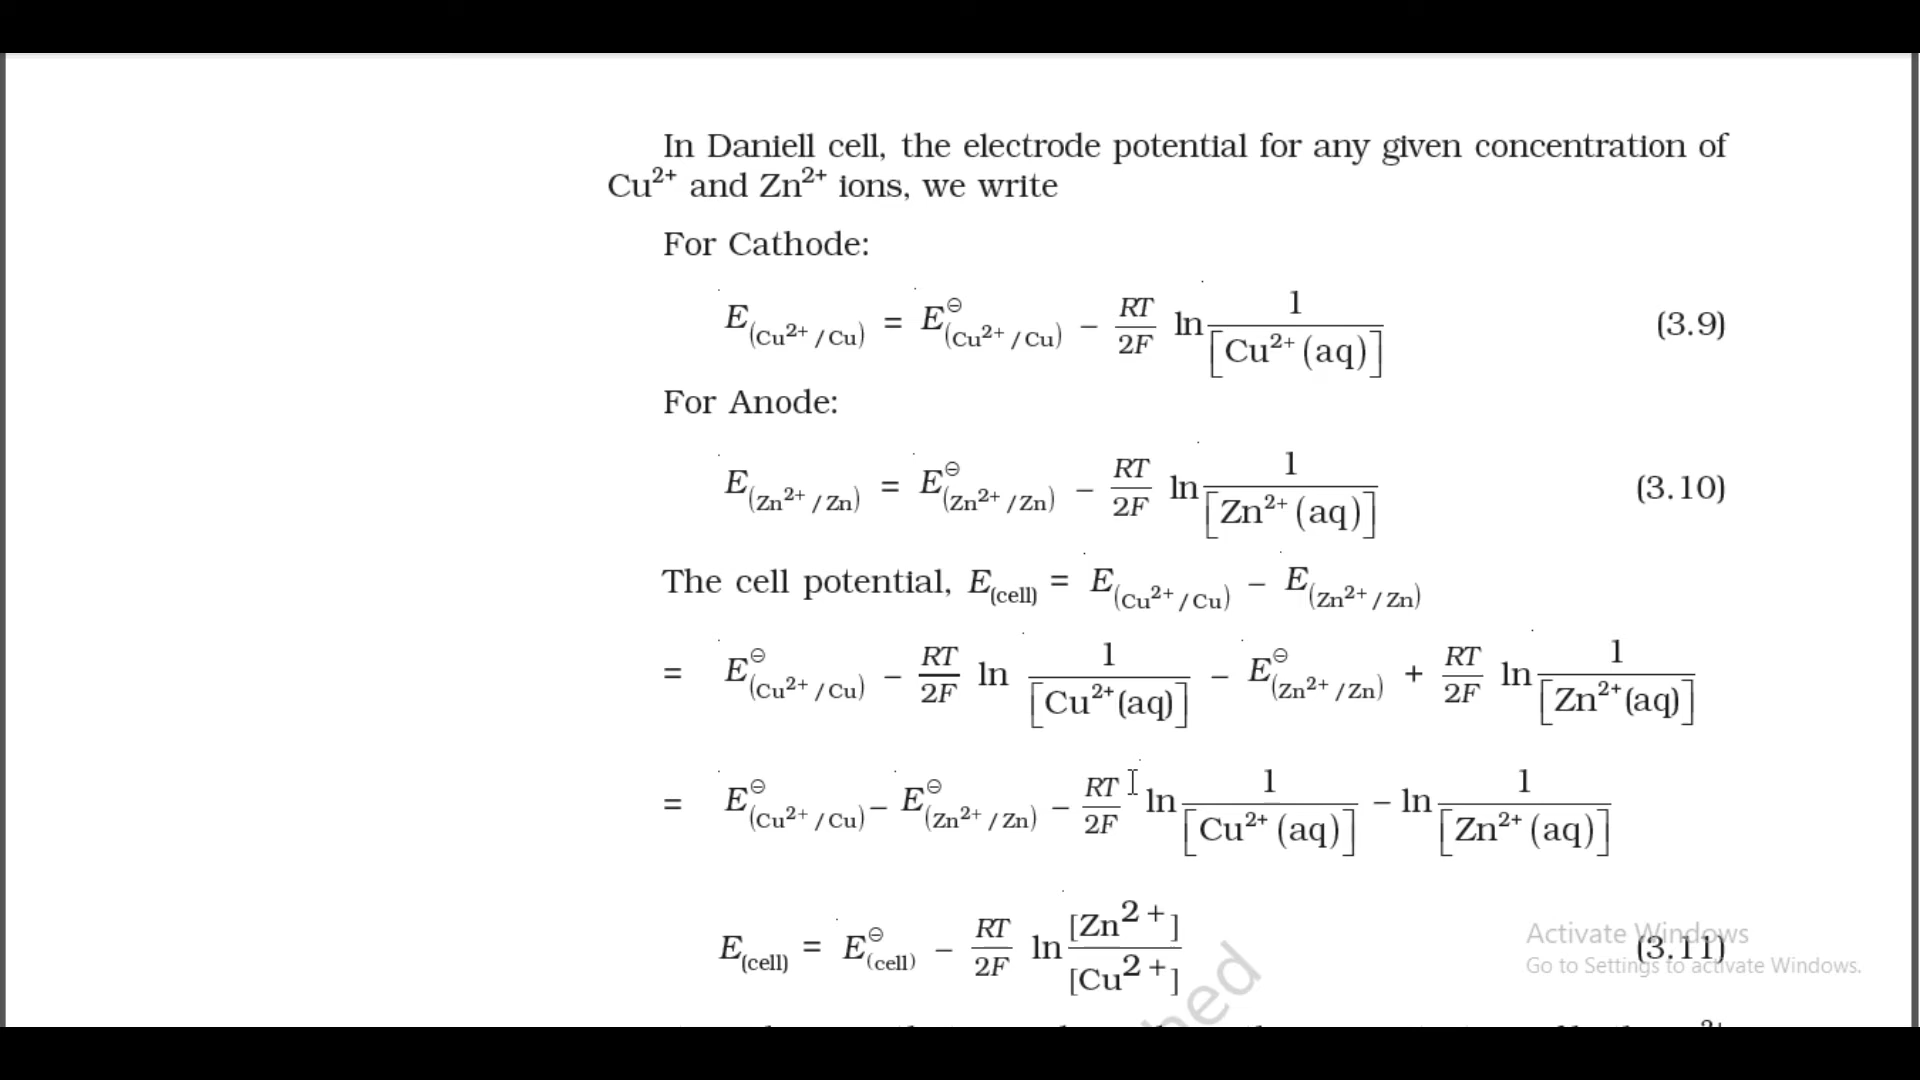 In Daniell cell, the electrode potential for any given concentration of
Cu²⁺ and Zn²⁺ ions, we write
For Cathode:
E(Cu²⁺/Cu) = E⊖(Cu²⁺/Cu) – RT/2F ln 1/[Cu²⁺(aq)] (3.9)
For Anode:
E(Zn²⁺/Zn) = E⊖(Zn²⁺/Zn) – RT/2F ln 1/[Zn²⁺(aq)] (3.10)
The cell potential, E(cell) = E(Cu²⁺/Cu) – E(Zn²⁺/Zn)
= E⊖(Cu²⁺/Cu) – RT/2F ln 1/[Cu²⁺(aq)] – E⊖(Zn²⁺/Zn) + RT/2F ln 1/[Zn²⁺(aq)]
= E⊖(Cu²⁺/Cu) – E⊖(Zn²⁺/Zn) – RT/2F ln 1/[Cu²⁺(aq)] – ln 1/[Zn²⁺(aq)]
E(cell) = E⊖(cell) – RT/2F ln [Zn2+]/[Cu2+] (3.11)
Activate Windows
Go to Settings to activate Windows.